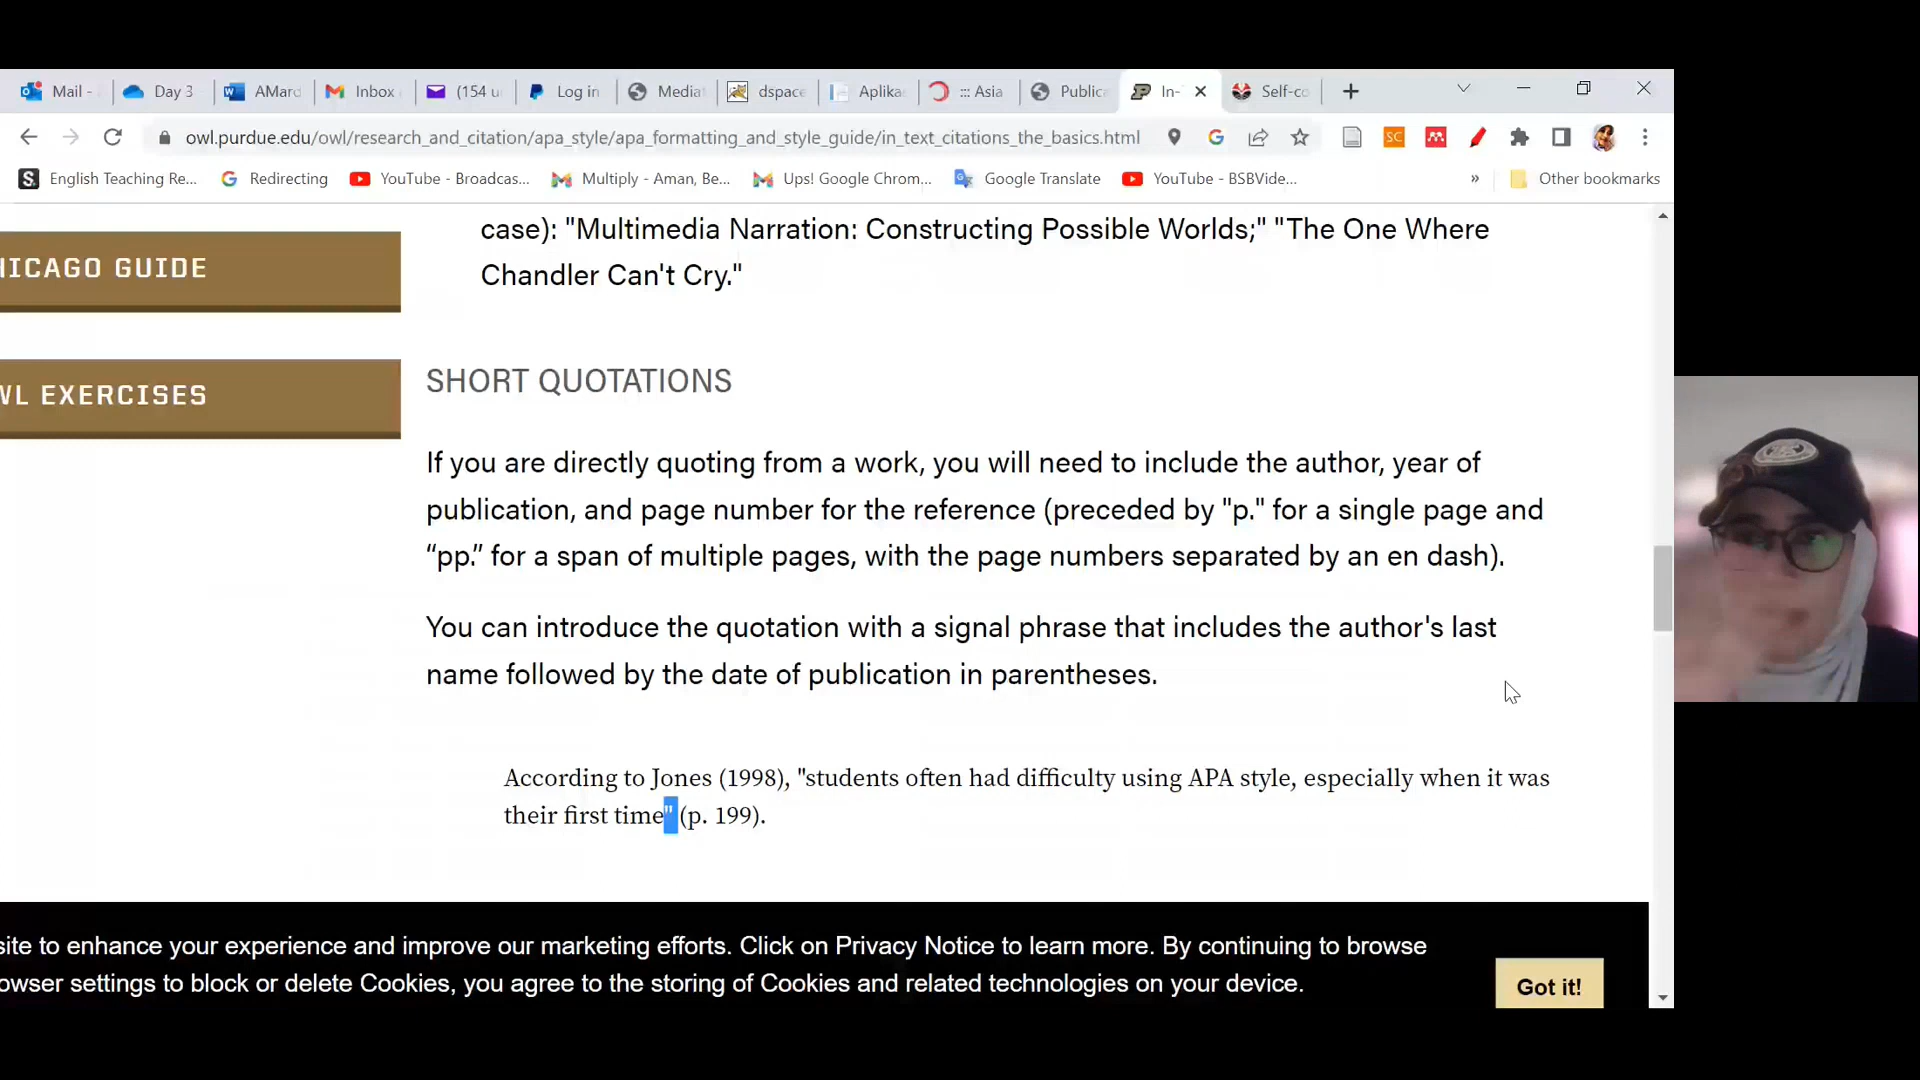 Mail -
Day 3
AMard
Inbox
(154 u
Log in
Media
dspace
Aplika
::: Asia
Publica
In-
Self-co
owl.purdue.edu/owl/research_and_citation/apa_style/apa_formatting_and_style_guide/in_text_citations_the_basics.html
SC
S.
English Teaching Re...
Redirecting
YouTube - Broadcas...
Multiply - Aman, Be...
Ups! Google Chrom...
Google Translate
YouTube - BSBVide...
»
Other bookmarks
case): "Multimedia Narration: Constructing Possible Worlds;" "The One Where
Chandler Can't Cry."
HICAGO GUIDE
WL EXERCISES
SHORT QUOTATIONS
If you are directly quoting from a work, you will need to include the author, year of
publication, and page number for the reference (preceded by "p." for a single page and
“pp.” for a span of multiple pages, with the page numbers separated by an en dash).
You can introduce the quotation with a signal phrase that includes the author's last
name followed by the date of publication in parentheses.
According to Jones (1998), "students often had difficulty using APA style, especially when it was
their first time" (p. 199).
site to enhance your experience and improve our marketing efforts. Click on Privacy Notice to learn more. By continuing to browse
owser settings to block or delete Cookies, you agree to the storing of Cookies and related technologies on your device.
Got it!